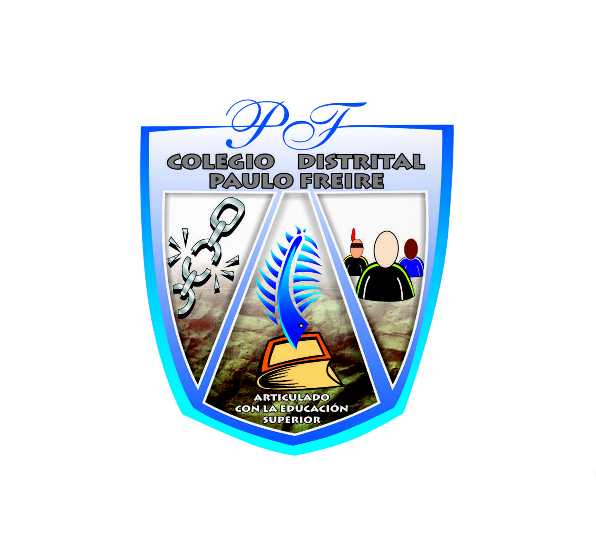 PF
COLEGIO DISTRITAL
PAULO FREIRE
ARTICULADO
CON LA EDUCACIÓN
SUPERIOR